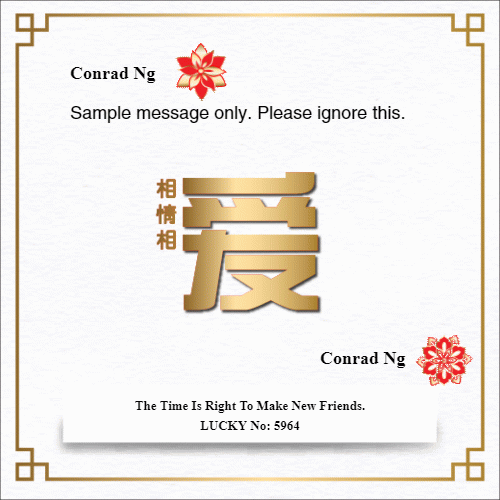 Conrad Ng
Sample message only. Please ignore this.
相情相
爱
Conrad Ng
The Time Is Right To Make New Friends.
LUCKY No: 5964